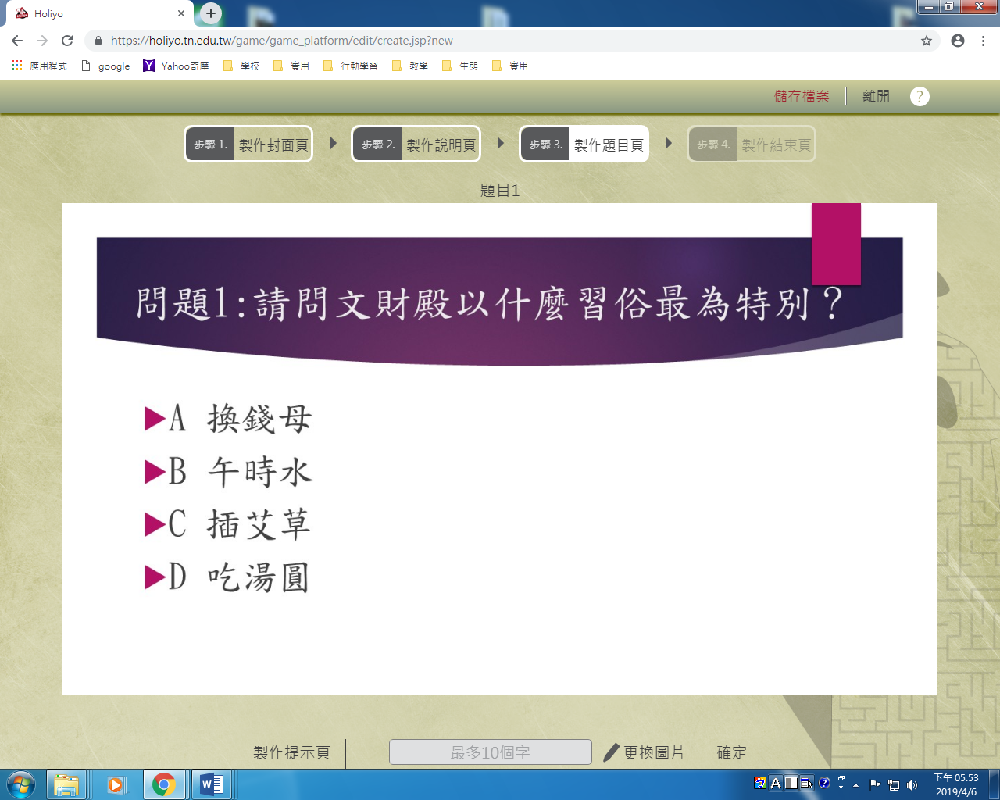 Holiyo
https://holiyo.tn.edu.tw/game/game_platform/edit/create.jsp?new
應用程式 google Yahoo奇摩 學校 實用 行動學習 教學 生態 實用
儲存檔案 離開 ?
步驟 1. 製作封面頁 步驟 2. 製作說明頁 步驟 3. 製作題目頁 步驟 4. 製作結束頁
題目1
問題1:請問文財殿以什麼習俗最為特別？
A 換錢母
B 午時水
C 插艾草
D 吃湯圓
製作提示頁 最多10個字 更換圖片 確定
下午 05:53
2019/4/6